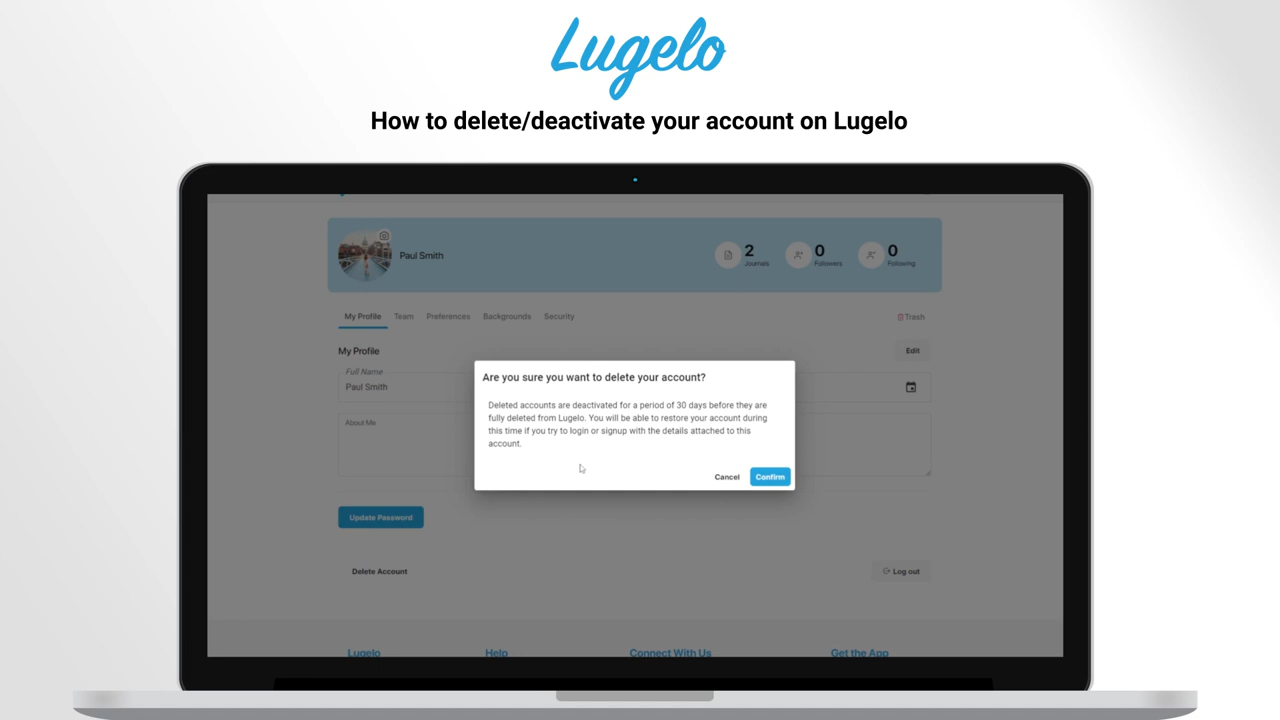 Lugelo
How to delete/deactivate your account on Lugelo
Paul Smith
2
Journals
0
Followers
0
Following
My Profile
Team
Preferences
Backgrounds
Security
Trash
My Profile
Edit
Full Name
Paul Smith
About Me
Are you sure you want to delete your account?
Deleted accounts are deactivated for a period of 30 days before they are
fully deleted from Lugelo. You will be able to restore your account during
this time if you try to login or signup with the details attached to this
account.
Cancel
Confirm
Update Password
Delete Account
Log out
Lugelo
Help
Connect With Us
Get the App